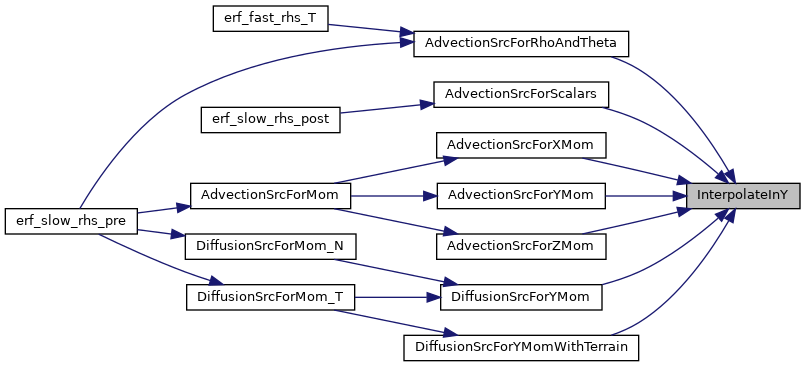 erf_fast_rhs_T
AdvectionSrcForRhoAndTheta
AdvectionSrcForScalars
erf_slow_rhs_post
AdvectionSrcForXMom
AdvectionSrcForMom
AdvectionSrcForYMom
InterpolateInY
erf_slow_rhs_pre
DiffusionSrcForMom_N
AdvectionSrcForZMom
DiffusionSrcForMom_T
DiffusionSrcForYMom
DiffusionSrcForYMomWithTerrain